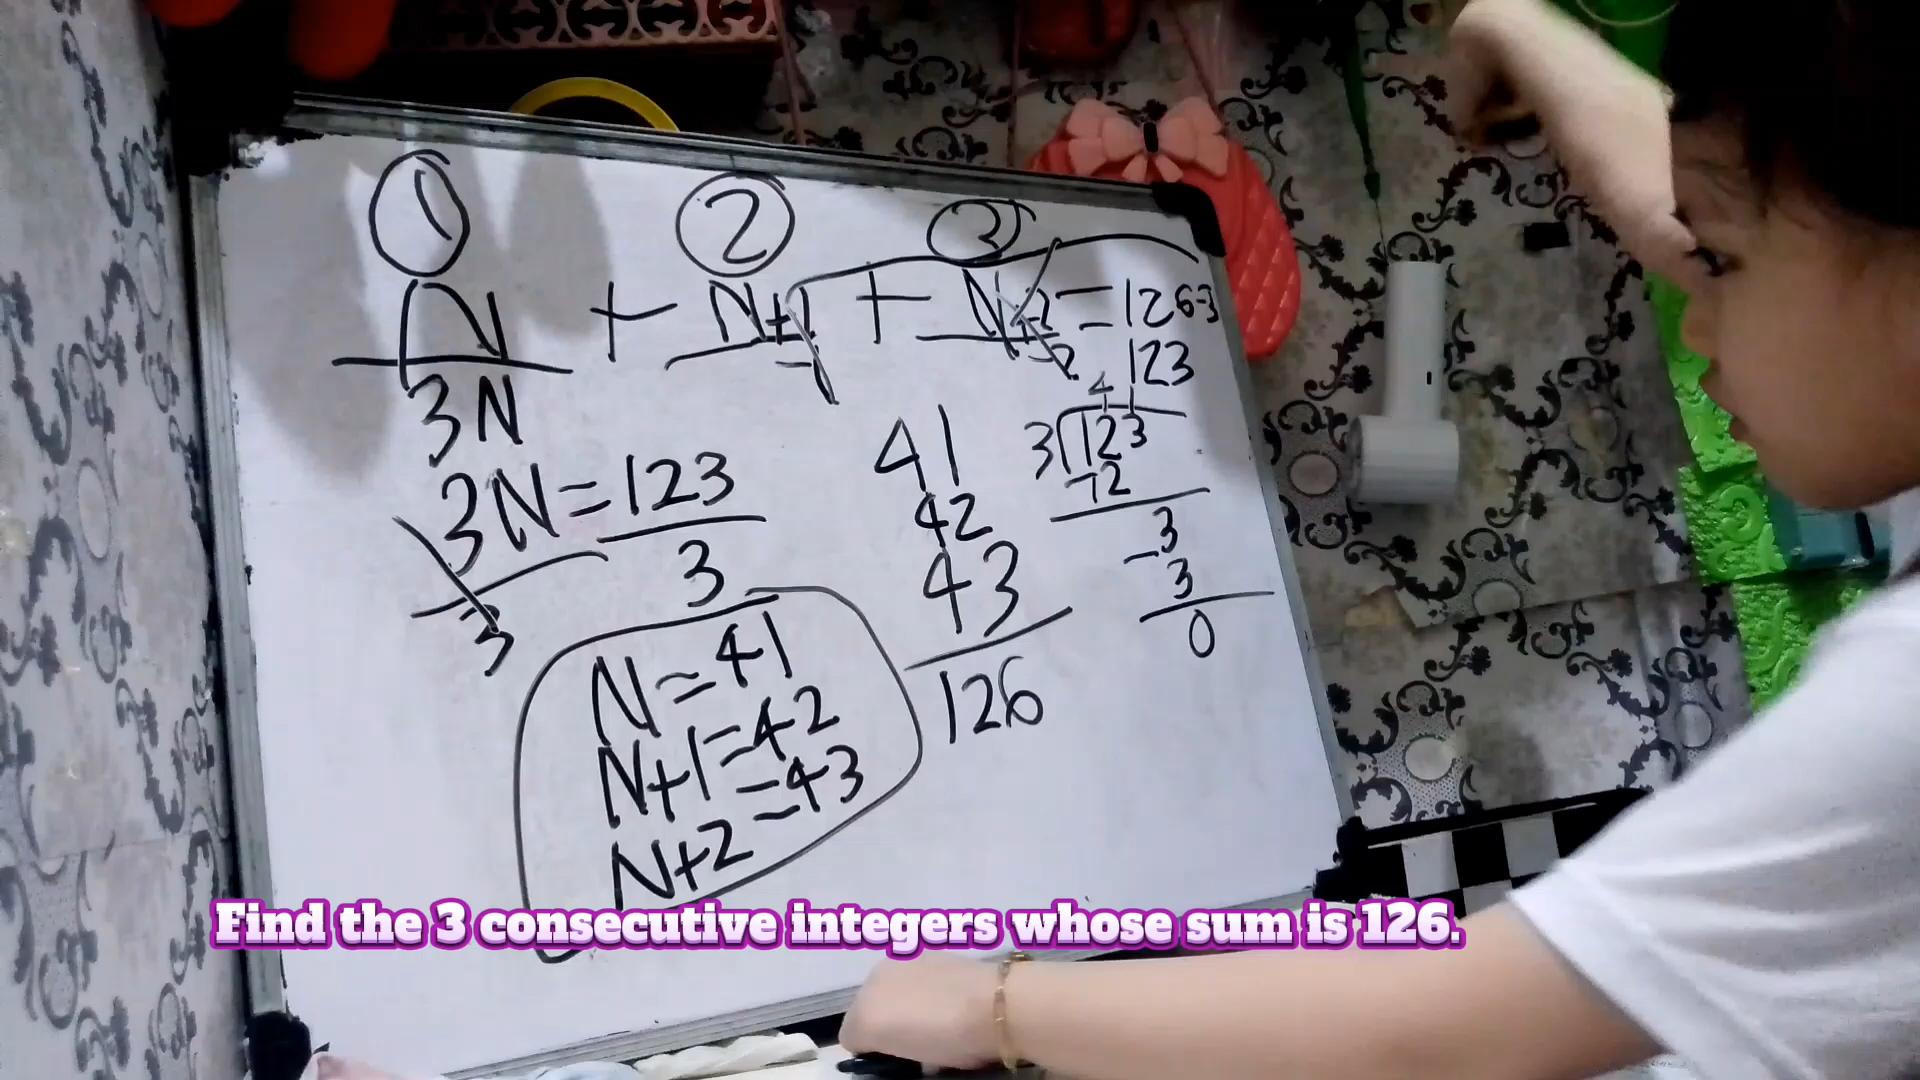 1 2 3
N + N+1 + N+2 = 126-3
3N
123
3N = 123
3 3
N = 41
N+1 = 42
N+2 = 43
41
42
43
126
41
3 123
-12
3
-3
0
Find the 3 consecutive integers whose sum is 126.